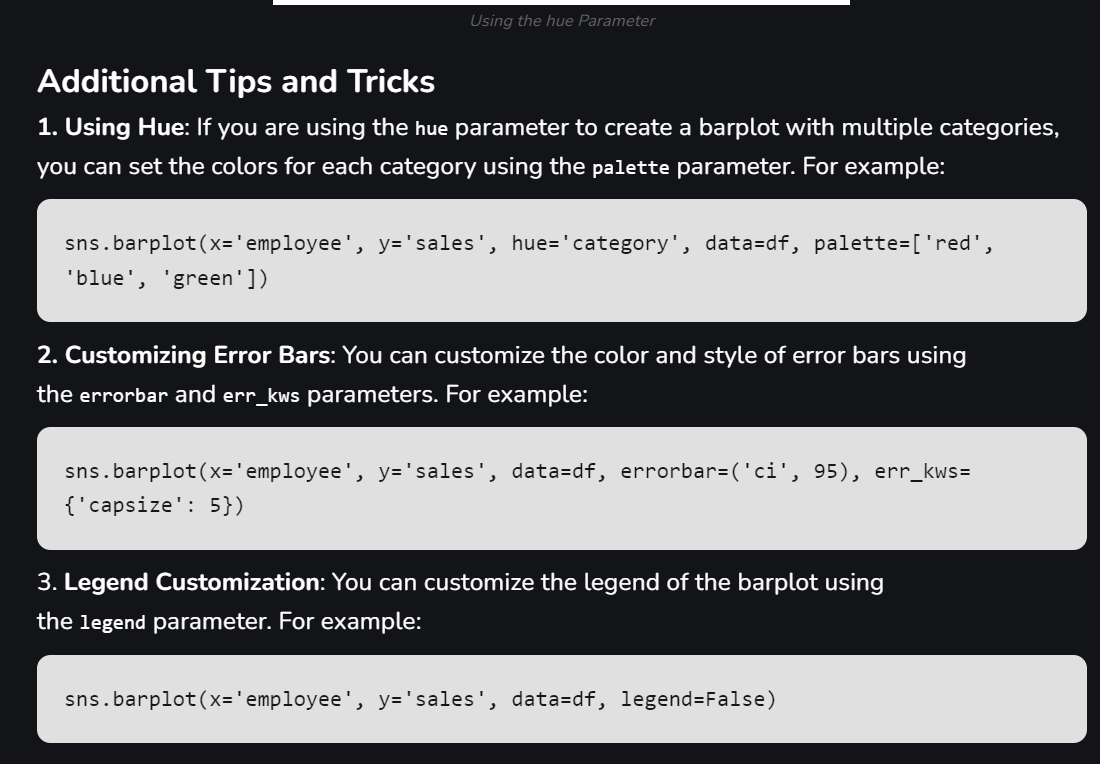 Using the hue Parameter
Additional Tips and Tricks
1. Using Hue: If you are using the hue parameter to create a barplot with multiple categories,
you can set the colors for each category using the palette parameter. For example:
sns.barplot(x='employee', y='sales', hue='category', data=df, palette=['red',
'blue', 'green'])
2. Customizing Error Bars: You can customize the color and style of error bars using
the errorbar and err_kws parameters. For example:
sns.barplot(x='employee', y='sales', data=df, errorbar=('ci', 95), err_kws=
{'capsize': 5})
3. Legend Customization: You can customize the legend of the barplot using
the legend parameter. For example:
sns.barplot(x='employee', y='sales', data=df, legend=False)